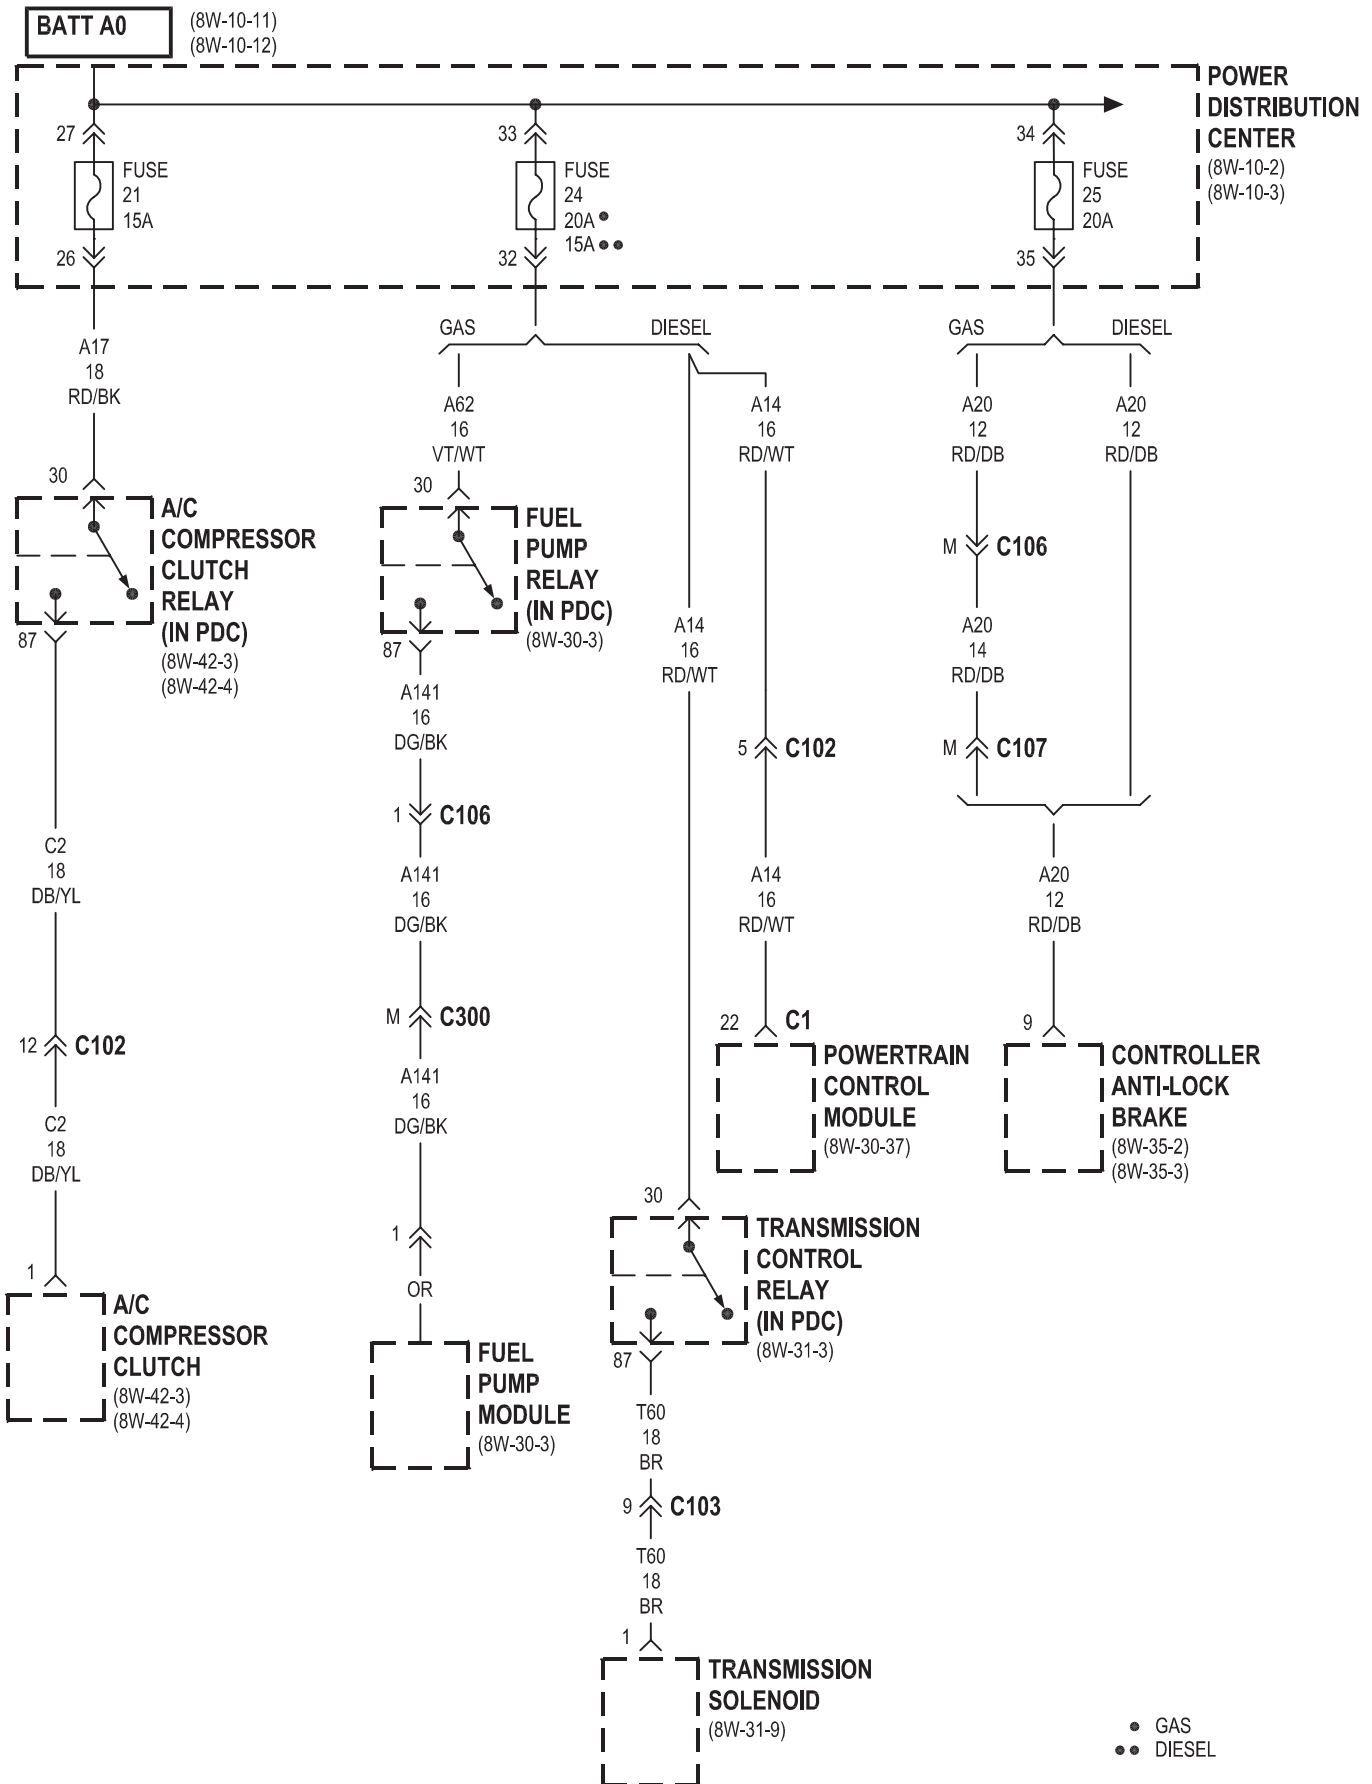 BATT A0
(8W-10-11)
(8W-10-12)
POWER
DISTRIBUTION
CENTER
(8W-10-2)
(8W-10-3)
27
FUSE
21
15A
26
33
FUSE
24
20A
15A
32
34
FUSE
25
20A
35
A17
18
RD/BK
30
A/C
COMPRESSOR
CLUTCH
RELAY
(IN PDC)
(8W-42-3)
(8W-42-4)
87
C2
18
DB/YL
12 C102
C2
18
DB/YL
1
A/C
COMPRESSOR
CLUTCH
(8W-42-3)
(8W-42-4)
GAS
DIESEL
A62
16
VT/WT
30
FUEL
PUMP
RELAY
(IN PDC)
(8W-30-3)
87
A141
16
DG/BK
1 C106
A141
16
DG/BK
M C300
A141
16
DG/BK
1
OR
FUEL
PUMP
MODULE
(8W-30-3)
A14
16
RD/WT
30
TRANSMISSION
CONTROL
RELAY
(IN PDC)
(8W-31-3)
87
T60
18
BR
9 C103
T60
18
BR
1
TRANSMISSION
SOLENOID
(8W-31-9)
A14
16
RD/WT
5 C102
A14
16
RD/WT
22 C1
POWERTRAIN
CONTROL
MODULE
(8W-30-37)
GAS
DIESEL
A20
12
RD/DB
M C106
A20
14
RD/DB
M C107
A20
12
RD/DB
A20
12
RD/DB
9
CONTROLLER
ANTI-LOCK
BRAKE
(8W-35-2)
(8W-35-3)
GAS
DIESEL